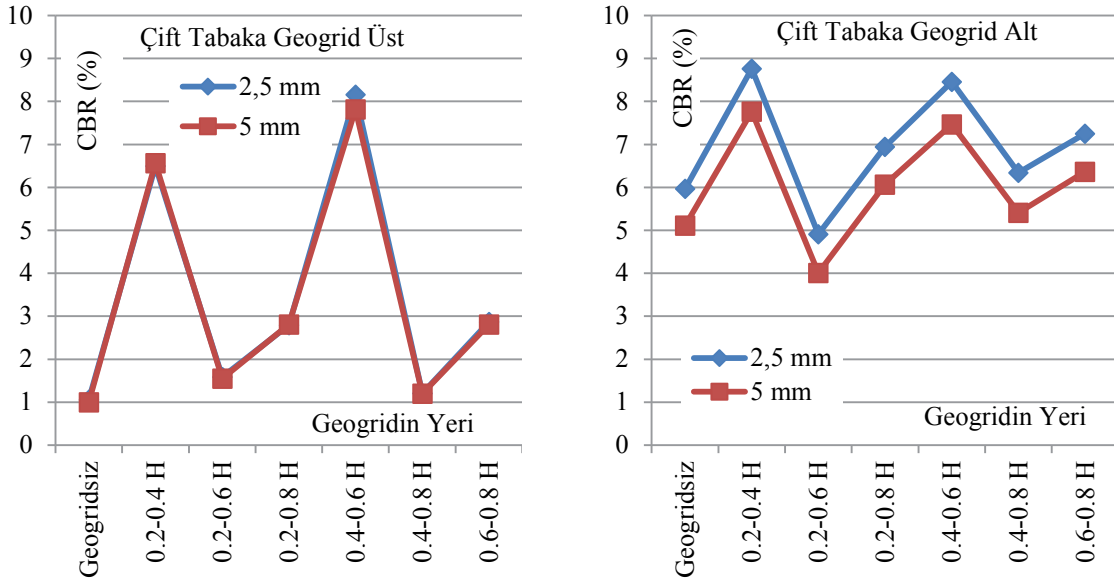 Çift Tabaka Geogrid Üst
CBR (%)
2,5 mm
5 mm
10
9
8
7
6
5
4
3
2
1
0
Geogridin Yeri
Geogridsiz
0.2-0.4 H
0.2-0.6 H
0.2-0.8 H
0.4-0.6 H
0.4-0.8 H
0.6-0.8 H
Çift Tabaka Geogrid Alt
CBR (%)
10
9
8
7
6
5
4
3
2
1
0
2,5 mm
5 mm
Geogridin Yeri
Geogridsiz
0.2-0.4 H
0.2-0.6 H
0.2-0.8 H
0.4-0.6 H
0.4-0.8 H
0.6-0.8 H